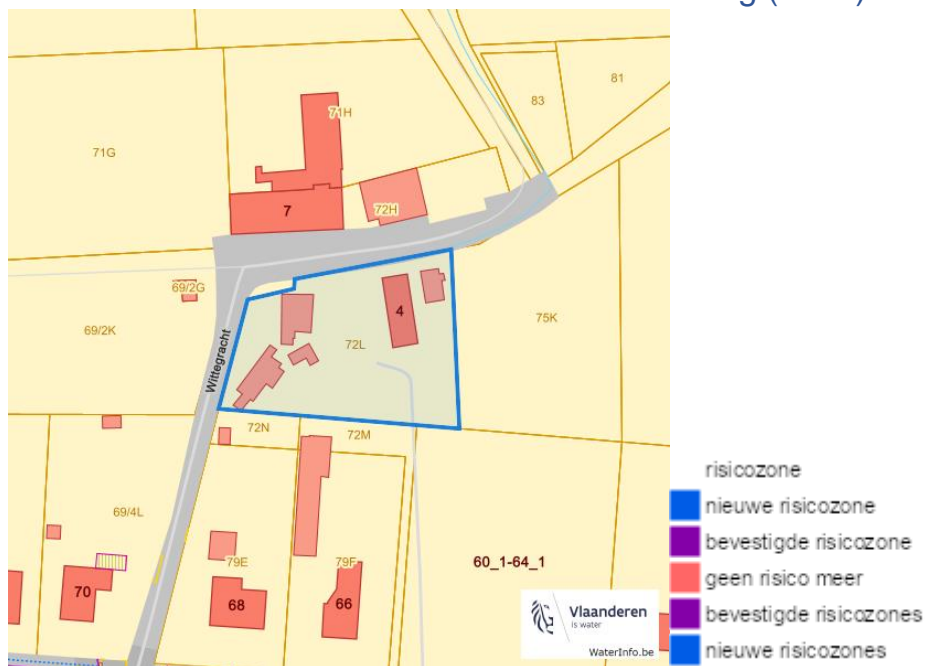 71G
71H
83
81
7
72H
69/2G
69/2K
Wittegracht
4
72L
75K
72N
72M
69/4L
79E
79F
60_1-64_1
70
68
66
Vlaanderen
is water
WaterInfo.be
risicozone
nieuwe risicozone
bevestigde risicozone
geen risico meer
bevestigde risicozones
nieuwe risicozones